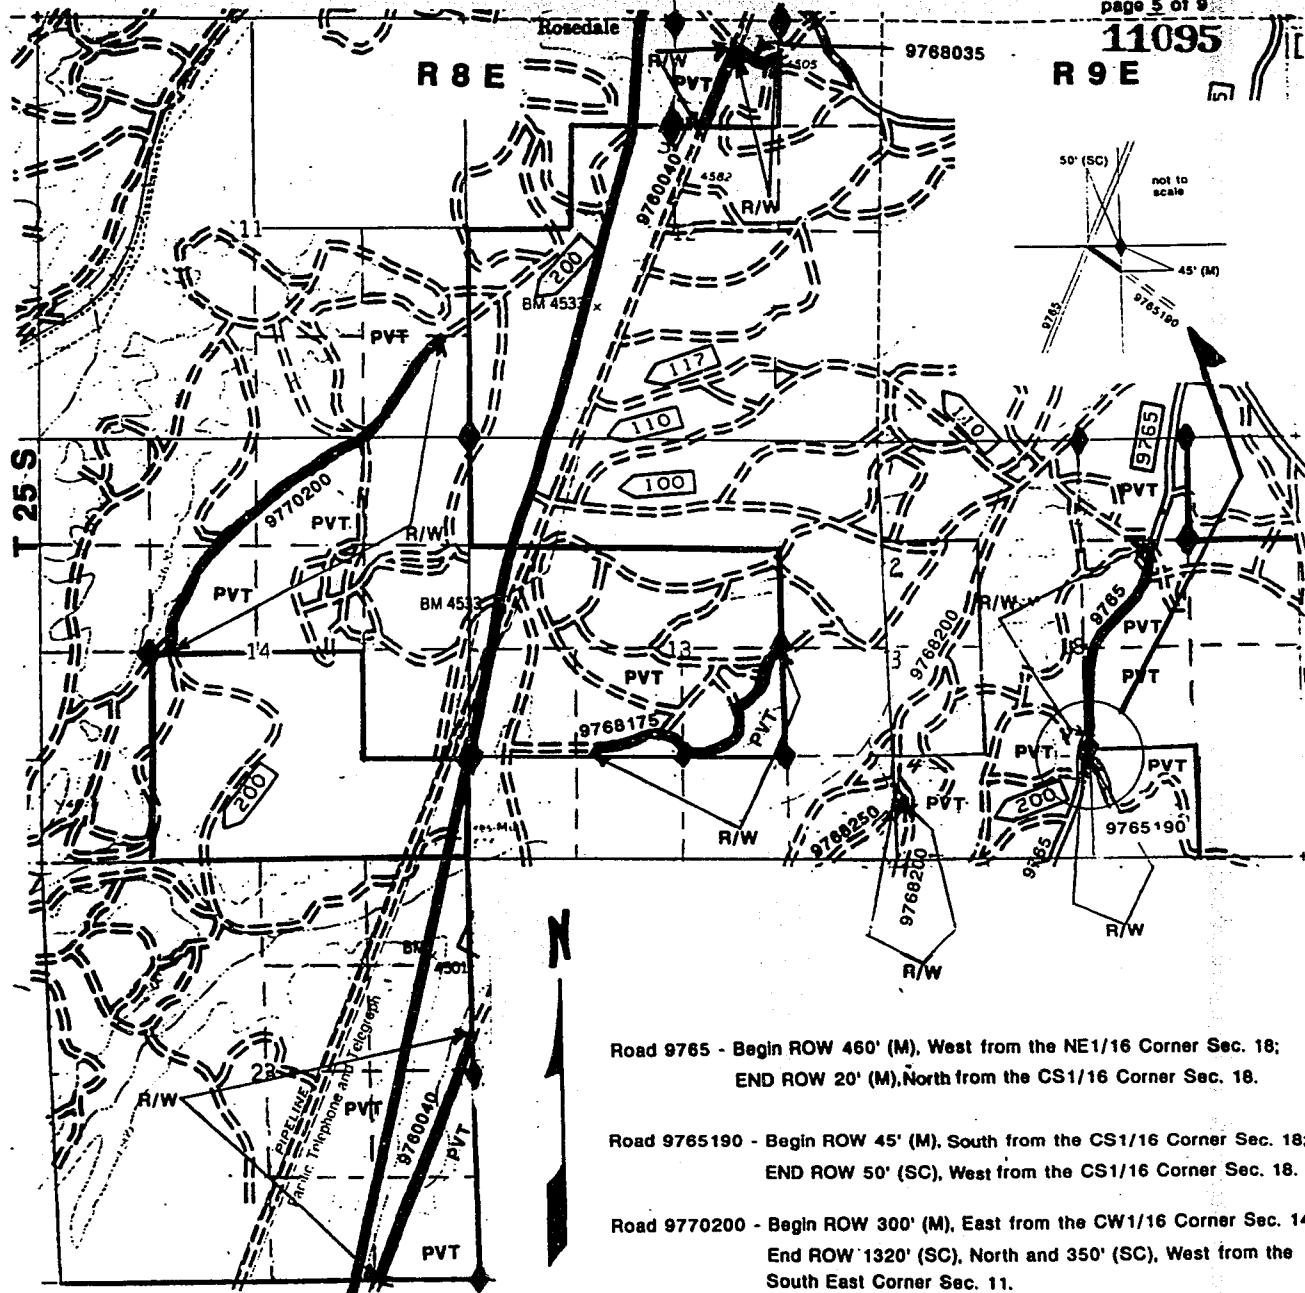 page 5 of 9
11095
Rosedale
R 8 E
R 9 E
R/W
PVT
4505
9768035
9760040
4582
R/W
50' (SC)
not to
scale
45' (M)
9765
9765190
11
200
BM 4533
PVT
117
110
110
100
9765
PVT
T 25 S
9770200
PVT
R/W
PVT
BM 4533
14
13
2
3
4
R/W
9765
PVT
18
PVT
9768200
PVT
9768175
PVT
PVT
PVT
200
R/W
9768250
PVT
200
9765
9765190
9768200
R/W
R/W
BM
4501
N
23
R/W
PIPELINE
Pacific Telephone and Telegraph
PVT
9760040
PVT
PVT
Road 9765 - Begin ROW 460' (M), West from the NE1/16 Corner Sec. 18;
END ROW 20' (M), North from the CS1/16 Corner Sec. 18.
Road 9765190 - Begin ROW 45' (M), South from the CS1/16 Corner Sec. 18;
END ROW 50' (SC), West from the CS1/16 Corner Sec. 18.
Road 9770200 - Begin ROW 300' (M), East from the CW1/16 Corner Sec. 14
End ROW 1320' (SC), North and 350' (SC), West from the
South East Corner Sec. 11.